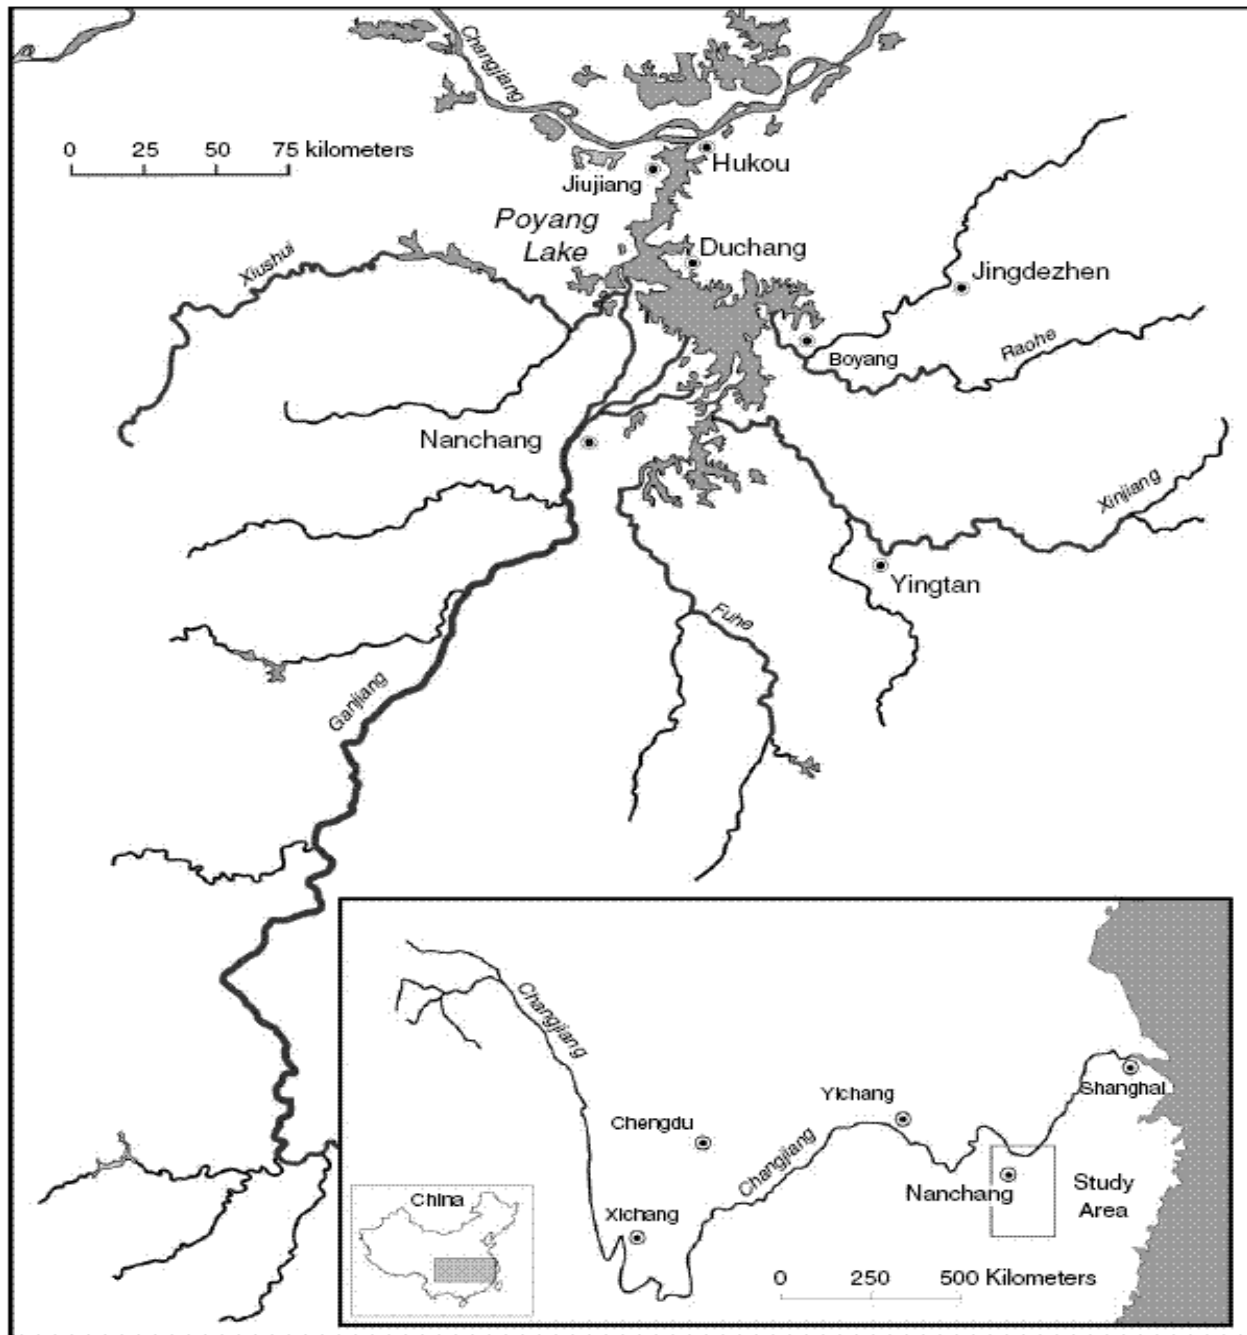 Changjiang
0 25 50 75 kilometers
Hukou
Jiujiang
Poyang
Lake
Duchang
Xiushui
Jingdezhen
Raohe
Boyang
Nanchang
Xinjiang
Yingtan
Fuhe
Ganjiang
Changjiang
Yichang
Shanghai
Chengdu
Changjiang
Nanchang
Study
Area
China
Xichang
0 250 500 Kilometers